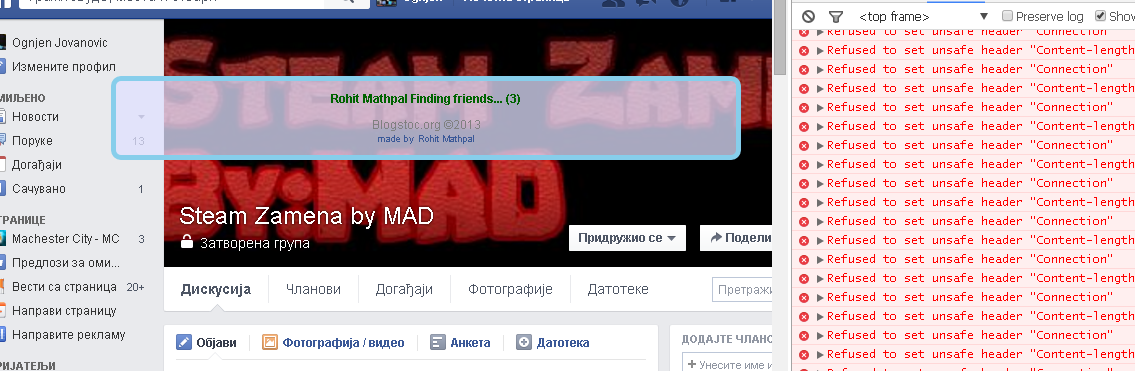 Ognjen
<top frame>
Preserve log
Ognjen Jovanovic
Измените профил
Новости
Поруке
13
Догађаји
Сачувано
1
Machester City - MC
3
Предлози за оми...
Вести са страница
20+
Направи страницу
Направите рекламу
STEAM ZAM
BY:MAD
Rohit Mathpal Finding friends... (3)
Blogstoc.org ©2013
made by Rohit Mathpal
Steam Zamena by MAD
Затворена група
Придружио се
Подели
Дискусија
Чланови
Догађаји
Фотографије
Датотеке
Претражи
Објави
Фотографија / видео
Анкета
Датотека
ДОДАЈТЕ ЧЛАНО
Унесите име и
Refused to set unsafe header "Connection"
Refused to set unsafe header "Connection"
Refused to set unsafe header "Content-length
Refused to set unsafe header "Connection"
Refused to set unsafe header "Content-length
Refused to set unsafe header "Connection"
Refused to set unsafe header "Content-length
Refused to set unsafe header "Connection"
Refused to set unsafe header "Content-length
Refused to set unsafe header "Connection"
Refused to set unsafe header "Content-length
Refused to set unsafe header "Connection"
Refused to set unsafe header "Content-length
Refused to set unsafe header "Connection"
Refused to set unsafe header "Connection"
Refused to set unsafe header "Connection"
Refused to set unsafe header "Content-length
Refused to set unsafe header "Connection"
Refused to set unsafe header "Content-length